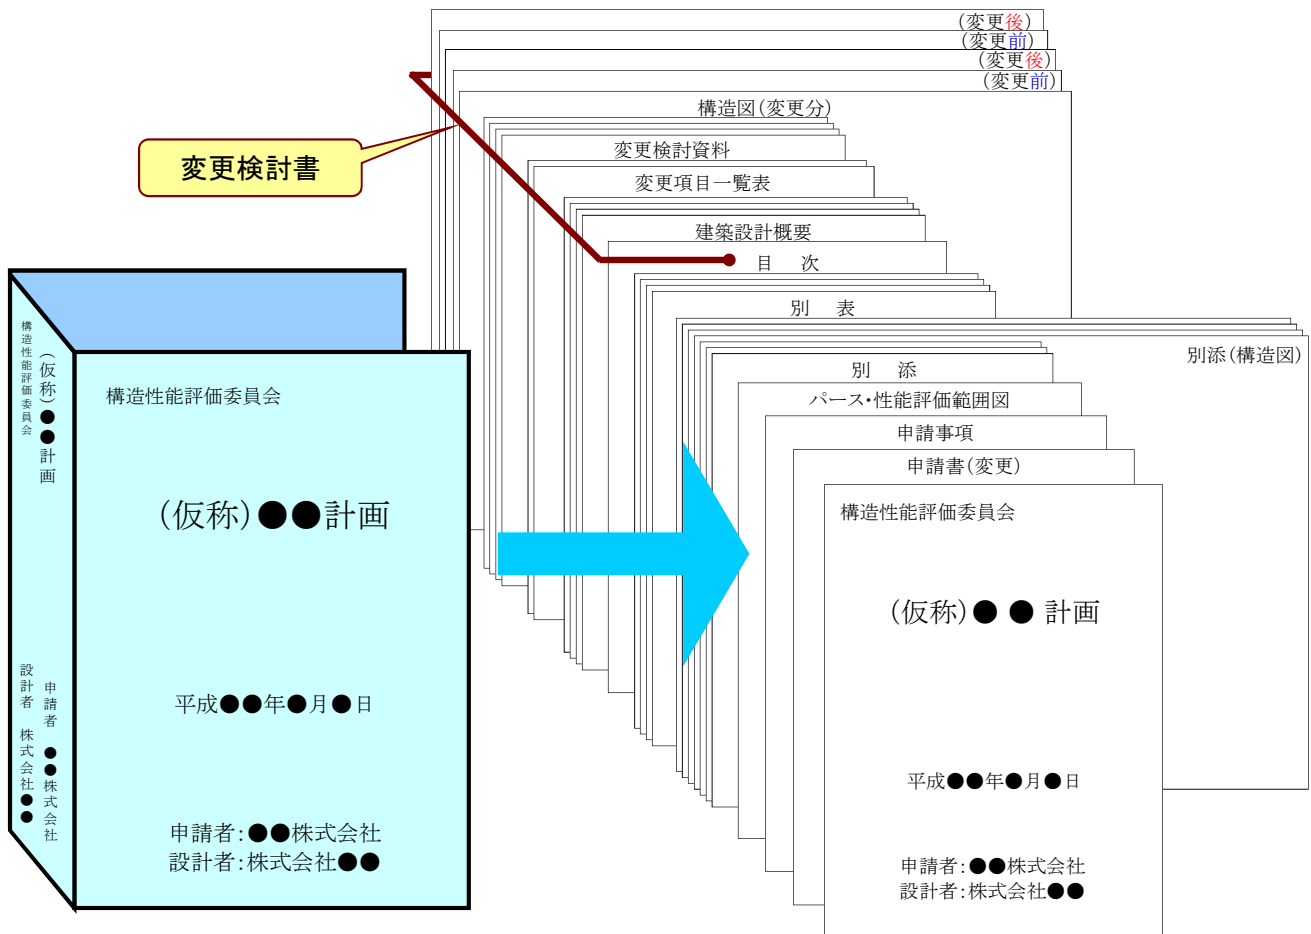 (変更後)
(変更前)
(変更後)
(変更前)
構造図(変更分)
変更検討資料
変更項目一覧表
建築設計概要
目 次
別 表
別添(構造図)
別 添
パース・性能評価範囲図
申請事項
申請書(変更)
構造性能評価委員会
(仮称)● ● 計画
平成●●年●月●日
申請者:●●株式会社
設計者:株式会社●●
変更検討書
構造性能評価委員会
(仮称)●●計画
申請者 ●●株式会社
設計者 株式会社●●
構造性能評価委員会
(仮称)●●計画
平成●●年●月●日
申請者:●●株式会社
設計者:株式会社●●